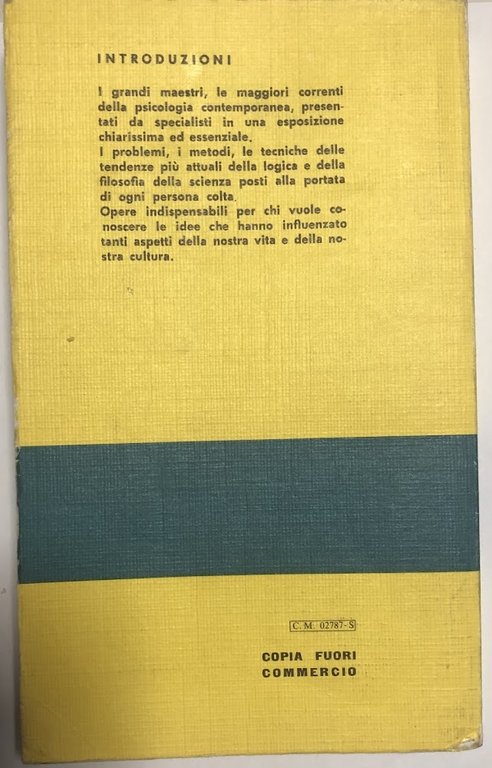 INTRODUZIONI
I grandi maestri, le maggiori correnti
della psicologia contemporanea, presen-
tati da specialisti in una esposizione
chiarissima ed essenziale.
I problemi, i metodi, le tecniche delle
tendenze più attuali della logica e della
filosofia della scienza posti alla portata
di ogni persona colta.
Opere indispensabili per chi vuole co-
noscere le idee che hanno influenzato
tanti aspetti della nostra vita e della no-
stra cultura.
C. M. 02787-S
COPIA FUORI
COMMERCIO